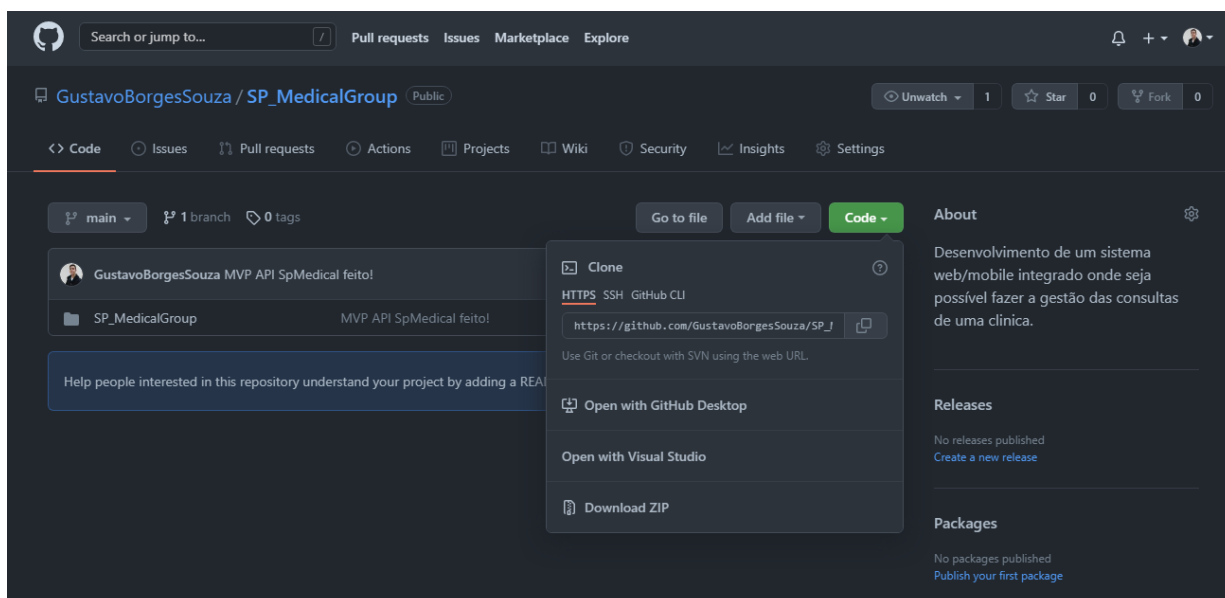 Search or jump to... /
Pull requests Issues Marketplace Explore
GustavoBorgesSouza / SP_MedicalGroup Public
Unwatch 1 Star 0 Fork 0
Code Issues Pull requests Actions Projects Wiki Security Insights Settings
main 1 branch 0 tags
Go to file Add file Code
GustavoBorgesSouza MVP API SpMedical feito!
SP_MedicalGroup MVP API SpMedical feito!
Help people interested in this repository understand your project by adding a
Clone
HTTPS SSH GitHub CLI
https://github.com/GustavoBorgesSouza/SP_
Use Git or checkout with SVN using the web URL.
Open with GitHub Desktop
Open with Visual Studio
Download ZIP
About
Desenvolvimento de um sistema
web/mobile integrado onde seja
possível fazer a gestão das consultas
de uma clinica.
Releases
No releases published
Create a new release
Packages
No packages published
Publish your first package